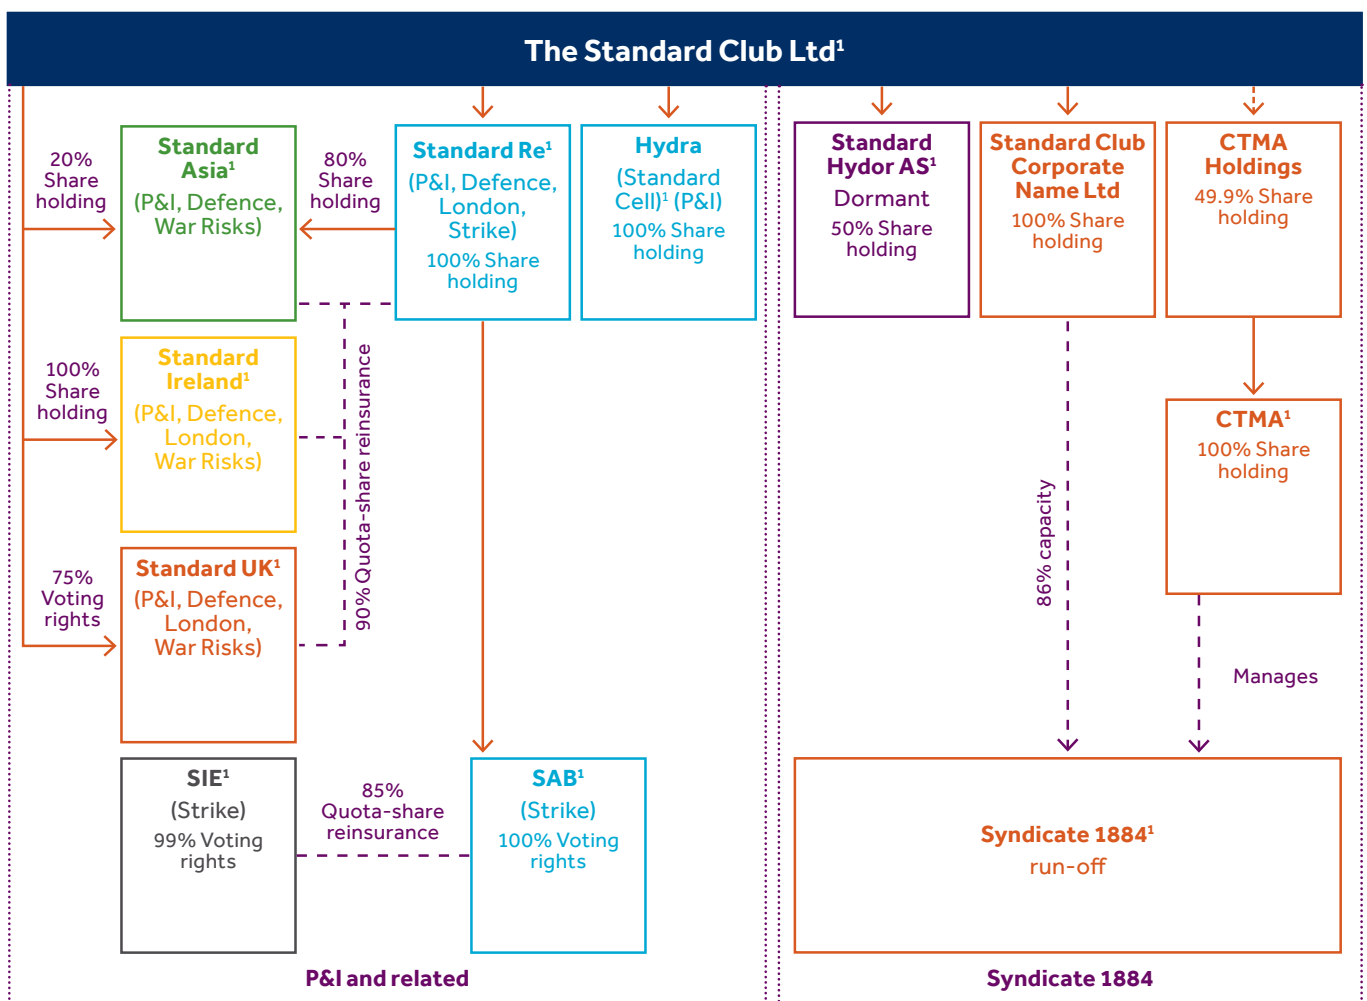 The Standard Club Ltd¹
20%
Share
holding
Standard
Asia¹
(P&I, Defence,
War Risks)
80%
Share
holding
Standard Re¹
(P&I, Defence,
London,
Strike)
100% Share
holding
Hydra
(Standard
Cell)¹ (P&I)
100% Share
holding
Standard
Hydor AS¹
Dormant
50% Share
holding
Standard Club
Corporate
Name Ltd
100% Share
holding
CTMA
Holdings
49.9% Share
holding
100%
Share
holding
Standard
Ireland¹
(P&I, Defence,
London,
War Risks)
90% Quota-share reinsurance
CTMA¹
100% Share
holding
75%
Voting
rights
Standard UK¹
(P&I, Defence,
London,
War Risks)
86% capacity
Manages
SIE¹
(Strike)
99% Voting
rights
85%
Quota-share
reinsurance
SAB¹
(Strike)
100% Voting
rights
Syndicate 1884¹
run-off
P&I and related
Syndicate 1884